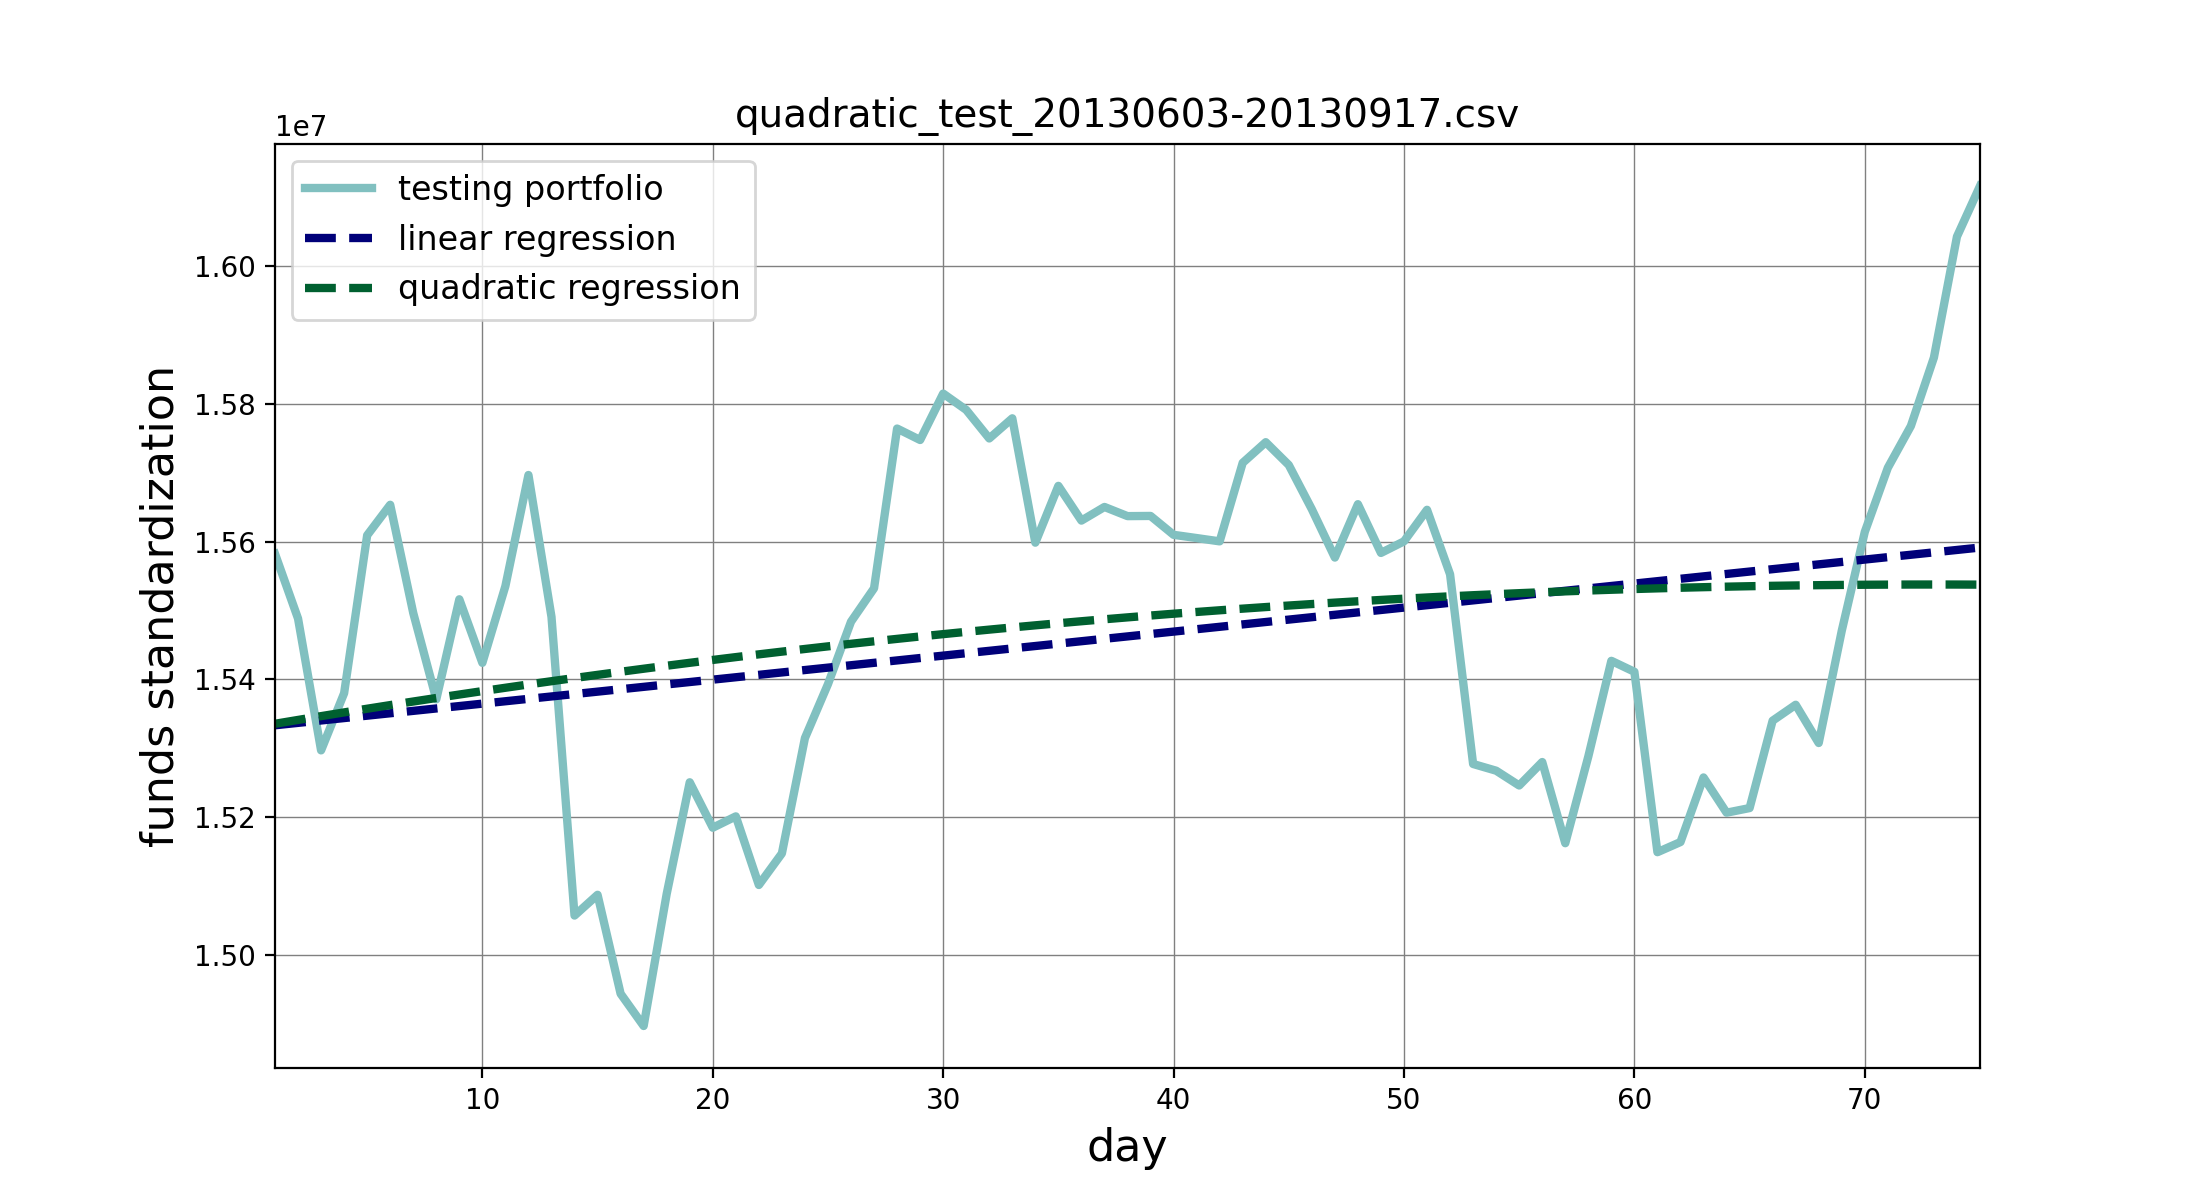 quadratic_test_20130603-20130917.csv
1e7
testing portfolio
linear regression
quadratic regression
1.60
1.58
1.56
1.54
1.52
1.50
funds standardization
10 20 30 40 50 60 70
day